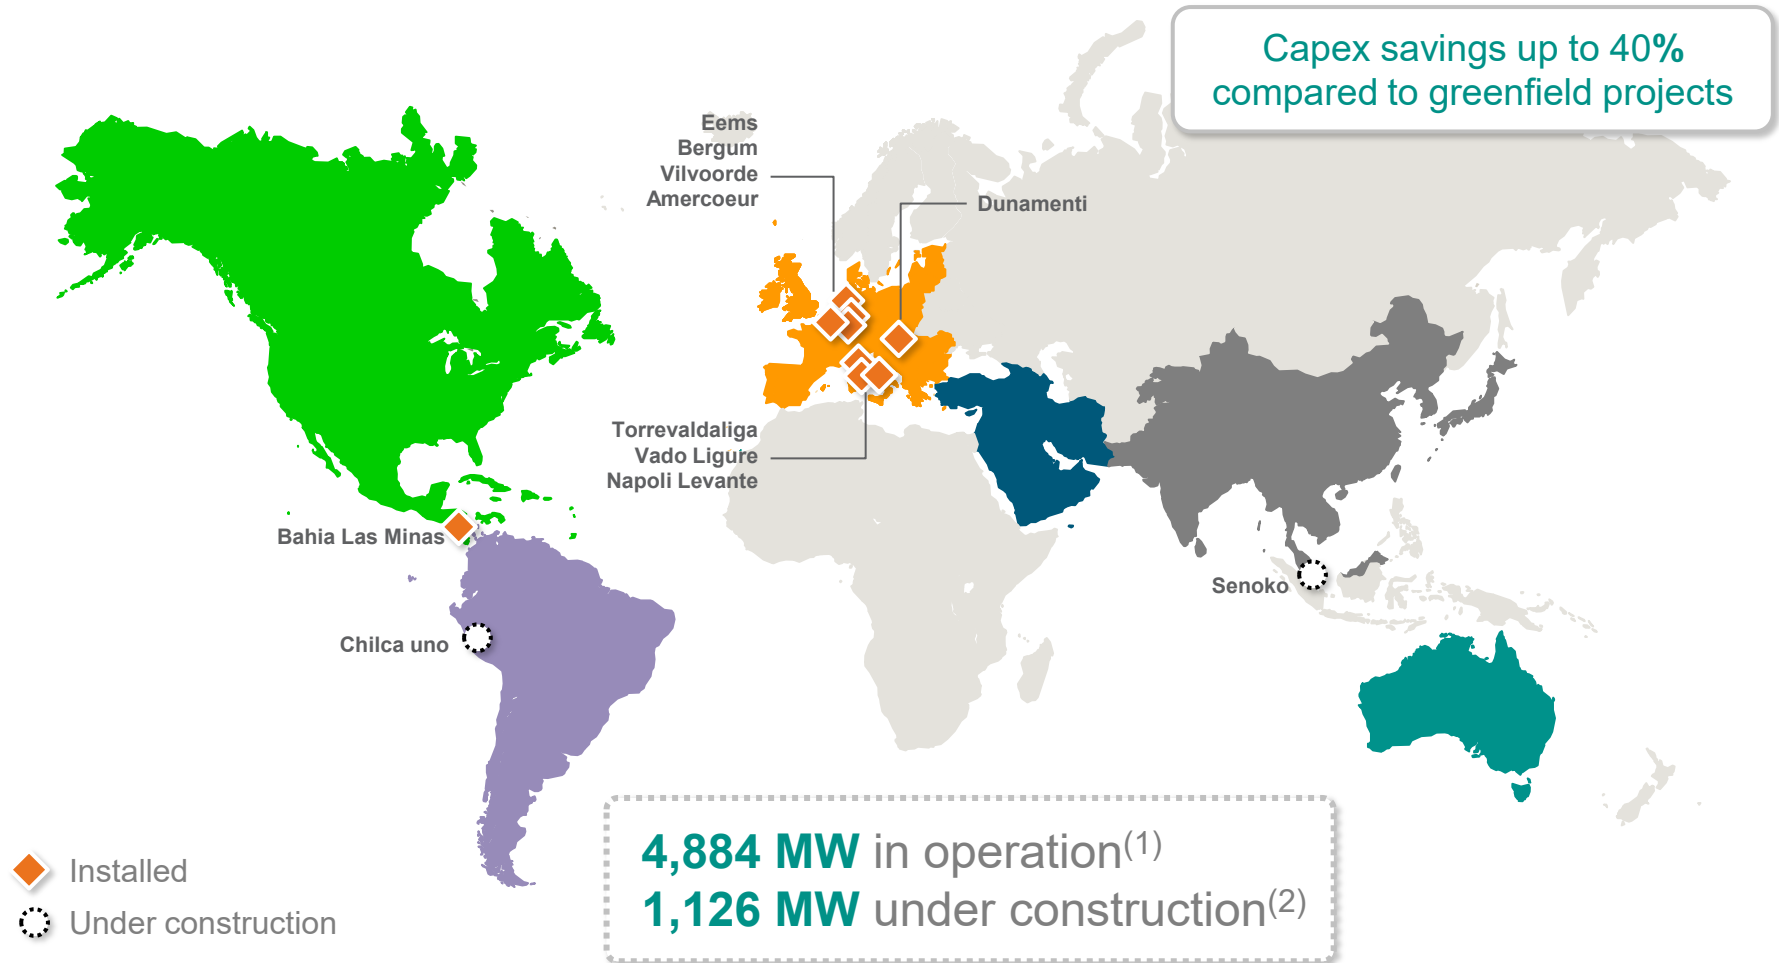 Capex savings up to 40%
compared to greenfield projects
Eems
Bergum
Vilvoorde
Amercoeur
Dunamenti
Torrevaldaliga
Vado Ligure
Napoli Levante
Bahia Las Minas
Senoko
Chilca uno
4,884 MW in operation(1)
1,126 MW under construction(2)
Installed
Under construction